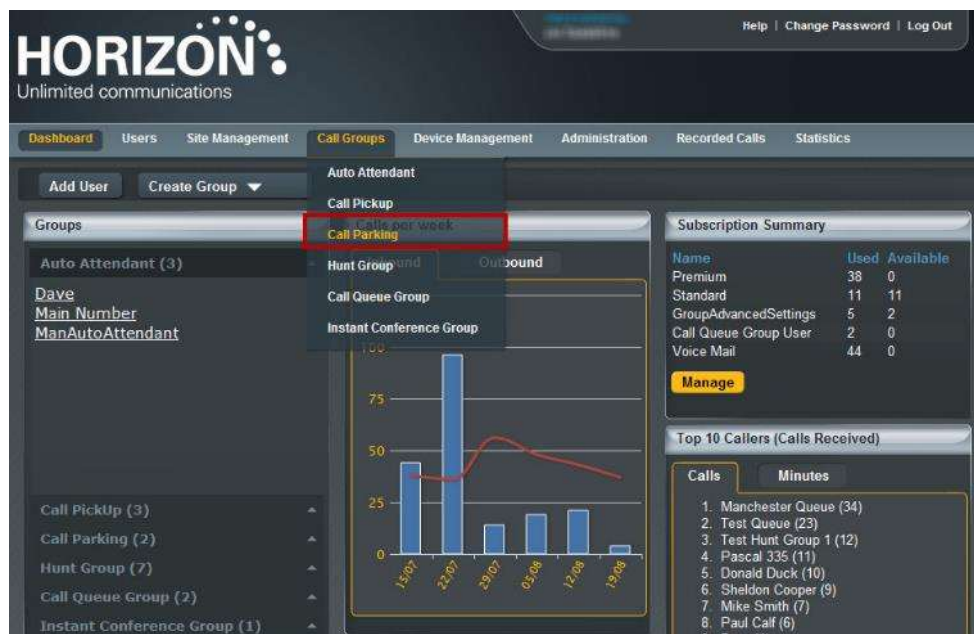 Help | Change Password | Log Out
HORIZON
Unlimited communications
Dashboard Users Site Management Call Groups Device Management Administration Recorded Calls Statistics
Add User Create Group
Auto Attendant
Call Pickup
Call Parking
Hunt Group
Call Queue Group
Instant Conference Group
Groups
Auto Attendant (3)
Dave
Main Number
ManAutoAttendant
Call PickUp (3)
Call Parking (2)
Hunt Group (7)
Call Queue Group (2)
Instant Conference Group (1)
Calls per week
Inbound Outbound
100
75
50
25
0
15/07 22/07 29/07 05/08 12/08 19/08
Subscription Summary
Name Used Available
Premium 38 0
Standard 11 11
GroupAdvancedSettings 5 2
Call Queue Group User 2 0
Voice Mail 44 0
Manage
Top 10 Callers (Calls Received)
Calls Minutes
1. Manchester Queue (34)
2. Test Queue (23)
3. Test Hunt Group 1 (12)
4. Pascal 335 (11)
5. Donald Duck (10)
6. Sheldon Cooper (9)
7. Mike Smith (7)
8. Paul Calf (6)